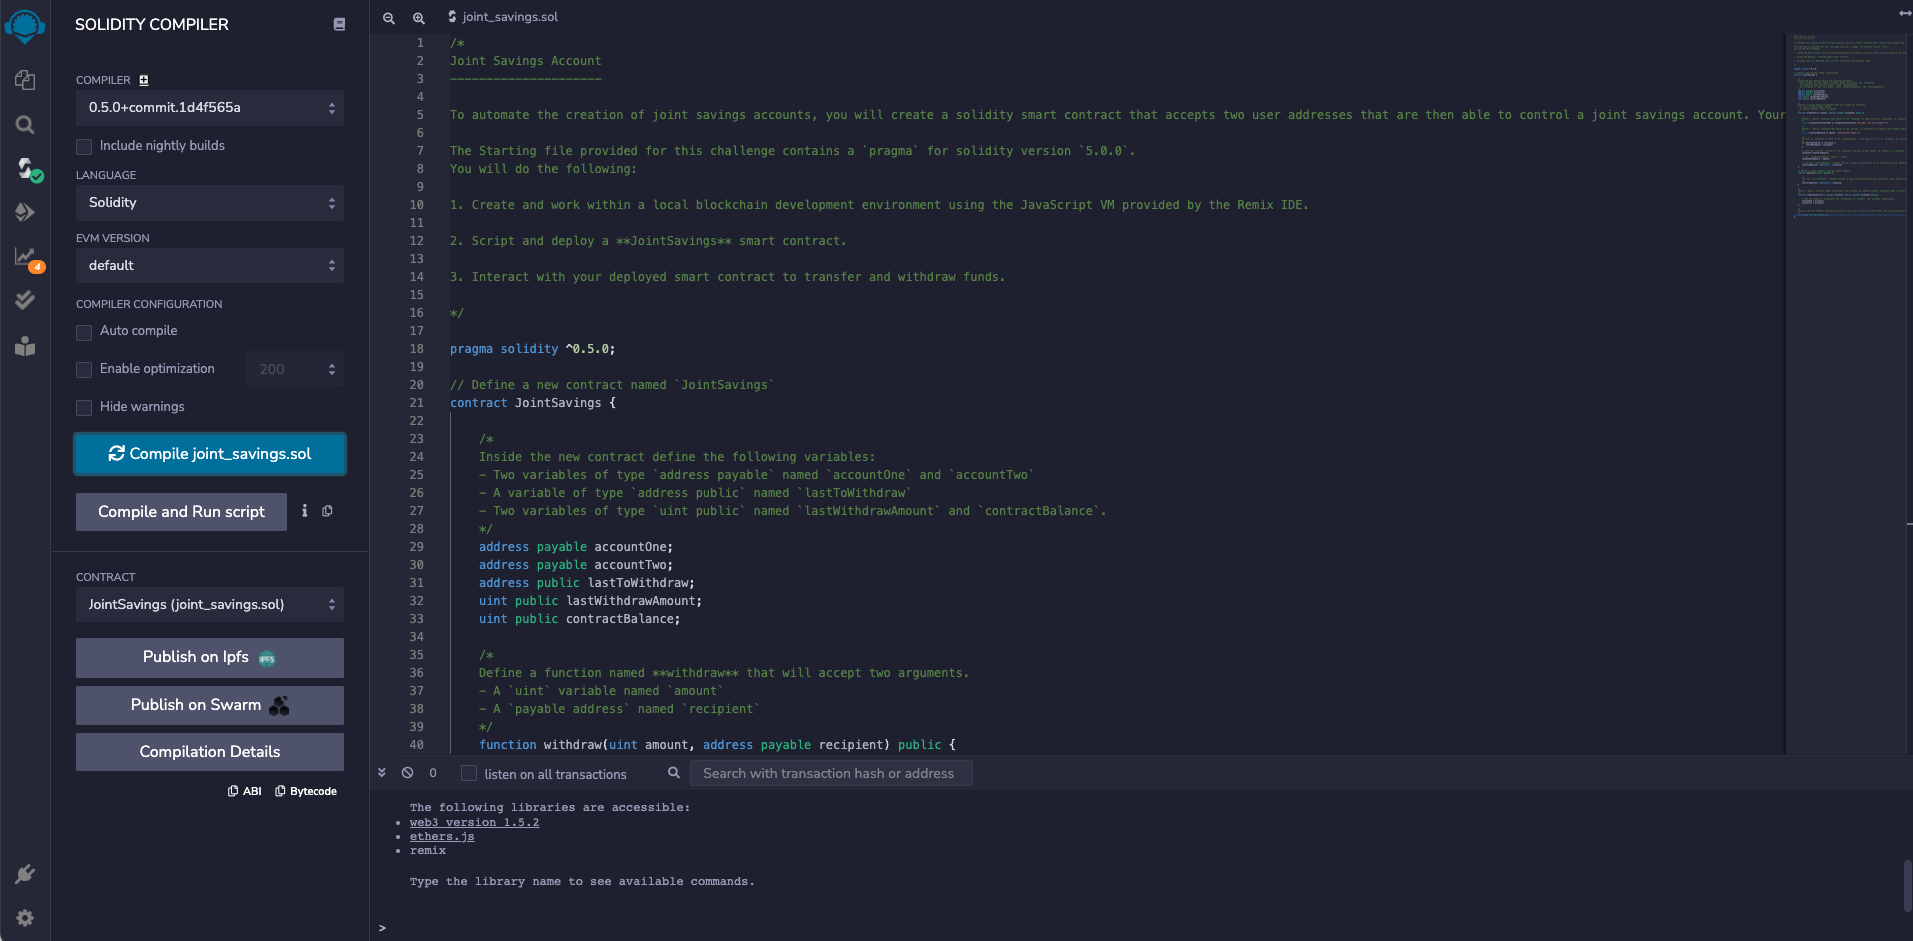 SOLIDITY COMPILER
COMPILER
0.5.0+commit.1d4f565a
Include nightly builds
LANGUAGE
Solidity
EVM VERSION
default
4
COMPILER CONFIGURATION
Auto compile
Enable optimization
200
Hide warnings
Compile joint_savings.sol
Compile and Run script
CONTRACT
JointSavings (joint_savings.sol)
Publish on Ipfs
IPFS
Publish on Swarm
Compilation Details
ABI
Bytecode
joint_savings.sol
1 /*
2 Joint Savings Account
3 ---------------------
4
5 To automate the creation of joint savings accounts, you will create a solidity smart contract that accepts two user addresses that are then able to control a joint savings account. Your
6
7 The Starting file provided for this challenge contains a `pragma` for solidity version `5.0.0`.
8 You will do the following:
9
10 1. Create and work within a local blockchain development environment using the JavaScript VM provided by the Remix IDE.
11
12 2. Script and deploy a **JointSavings** smart contract.
13
14 3. Interact with your deployed smart contract to transfer and withdraw funds.
15
16 */
17
18 pragma solidity ^0.5.0;
19
20 // Define a new contract named `JointSavings`
21 contract JointSavings {
22
23 /*
24 Inside the new contract define the following variables:
25 - Two variables of type `address payable` named `accountOne` and `accountTwo`
26 - A variable of type `address public` named `lastToWithdraw`
27 - Two variables of type `uint public` named `lastWithdrawAmount` and `contractBalance`.
28 */
29 address payable accountOne;
30 address payable accountTwo;
31 address public lastToWithdraw;
32 uint public lastWithdrawAmount;
33 uint public contractBalance;
34
35 /*
36 Define a function named **withdraw** that will accept two arguments.
37 - A `uint` variable named `amount`
38 - A `payable address` named `recipient`
39 */
40 function withdraw(uint amount, address payable recipient) public {
0
listen on all transactions
Search with transaction hash or address
The following libraries are accessible:
• web3 version 1.5.2
• ethers.js
• remix
Type the library name to see available commands.
>